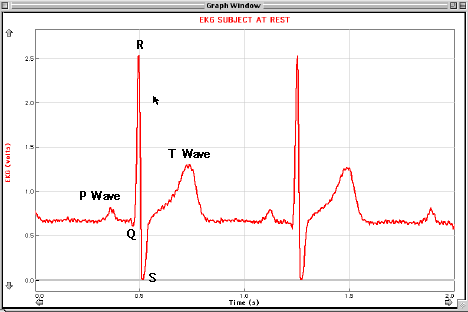 Graph Window
EKG SUBJECT AT REST
R
T Wave
P Wave
Q
S
EKG (volts)
2.5
2.0
1.5
1.0
0.5
0.0
0.0
0.5
1.0
1.5
2.0
Time (s)